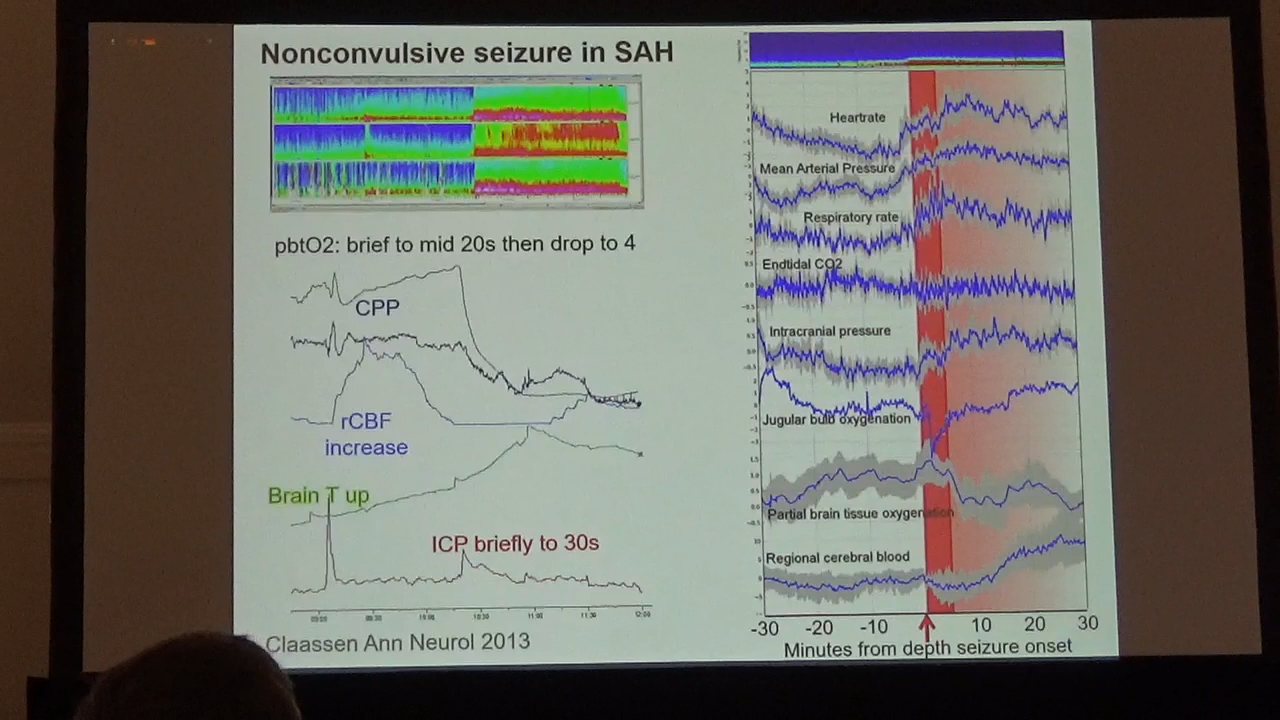 Nonconvulsive seizure in SAH
pbtO2: brief to mid 20s then drop to 4
CPP
rCBF
increase
Brain T up
ICP briefly to 30s
Claassen Ann Neurol 2013
Heartrate
Mean Arterial Pressure
Respiratory rate
Endtidal CO2
Intracranial pressure
Jugular bulb oxygenation
Partial brain tissue oxygenation
Regional cerebral blood
-30 -20 -10 10 20 30
Minutes from depth seizure onset